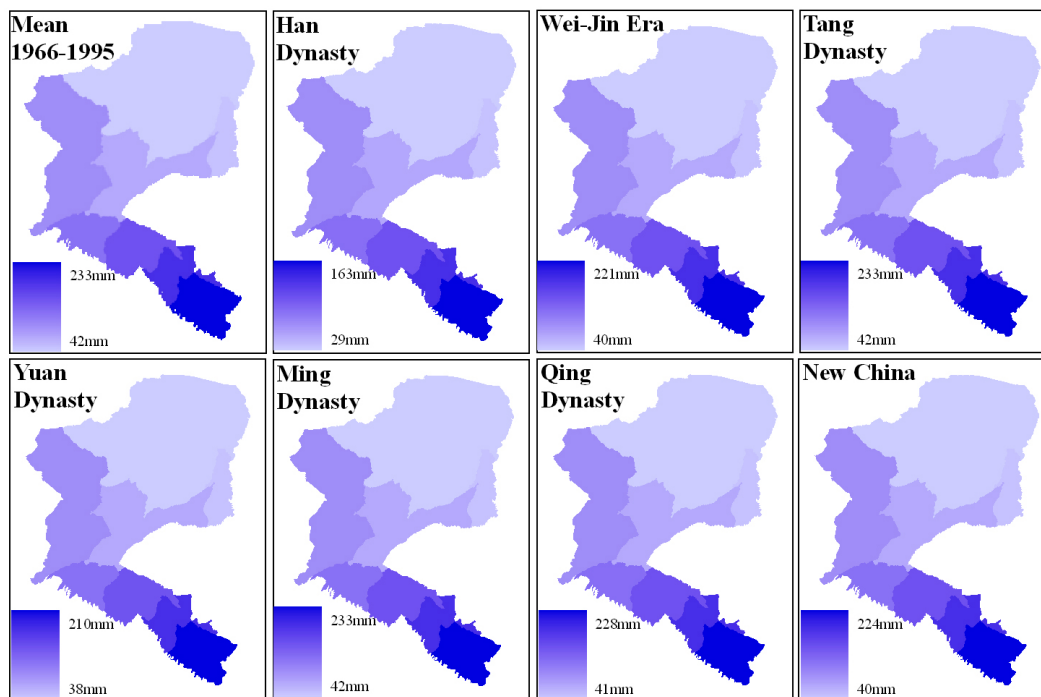 Mean
1966-1995
233mm
42mm
Han
Dynasty
163mm
29mm
Wei-Jin Era
221mm
40mm
Tang
Dynasty
233mm
42mm
Yuan
Dynasty
210mm
38mm
Ming
Dynasty
233mm
42mm
Qing
Dynasty
228mm
41mm
New China
224mm
40mm